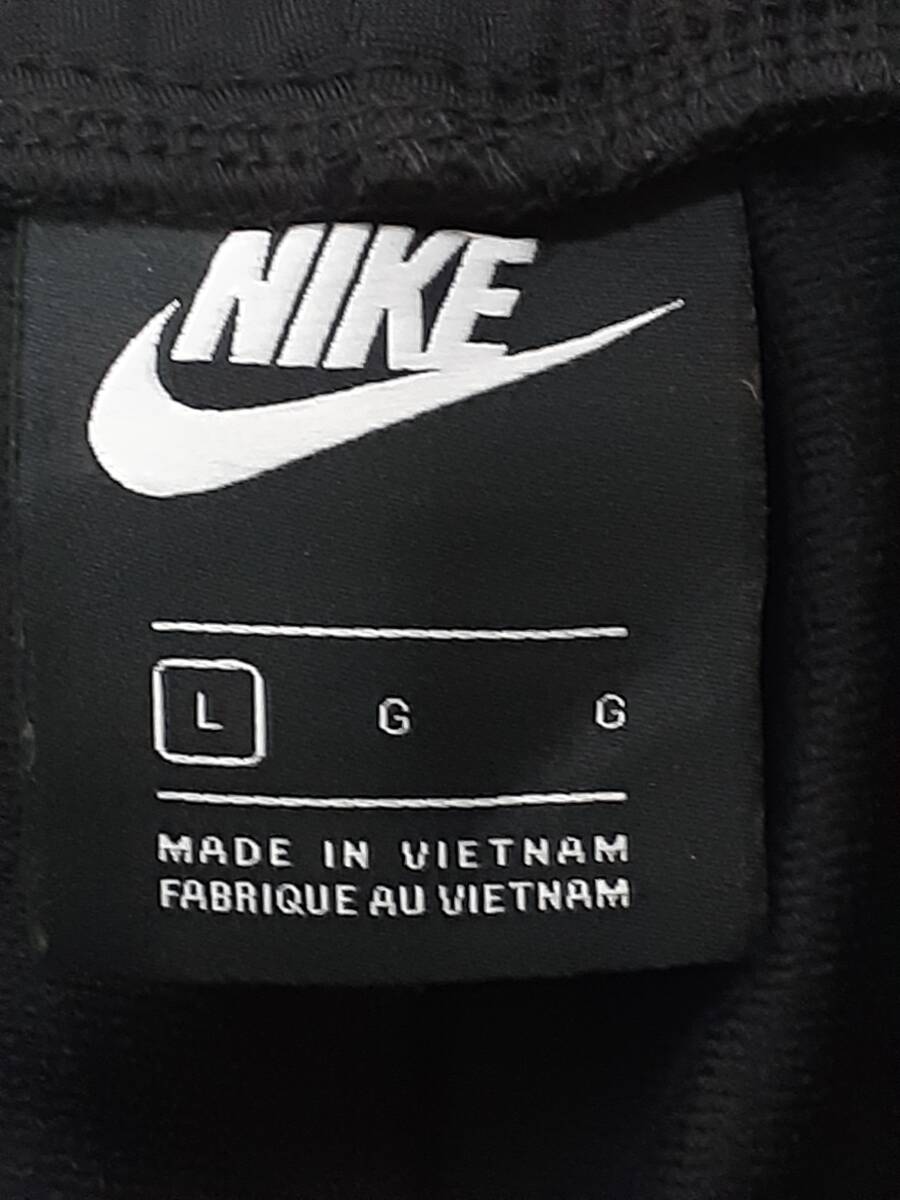 NIKE
L G G
MADE IN VIETNAM
FABRIQUE AU VIETNAM